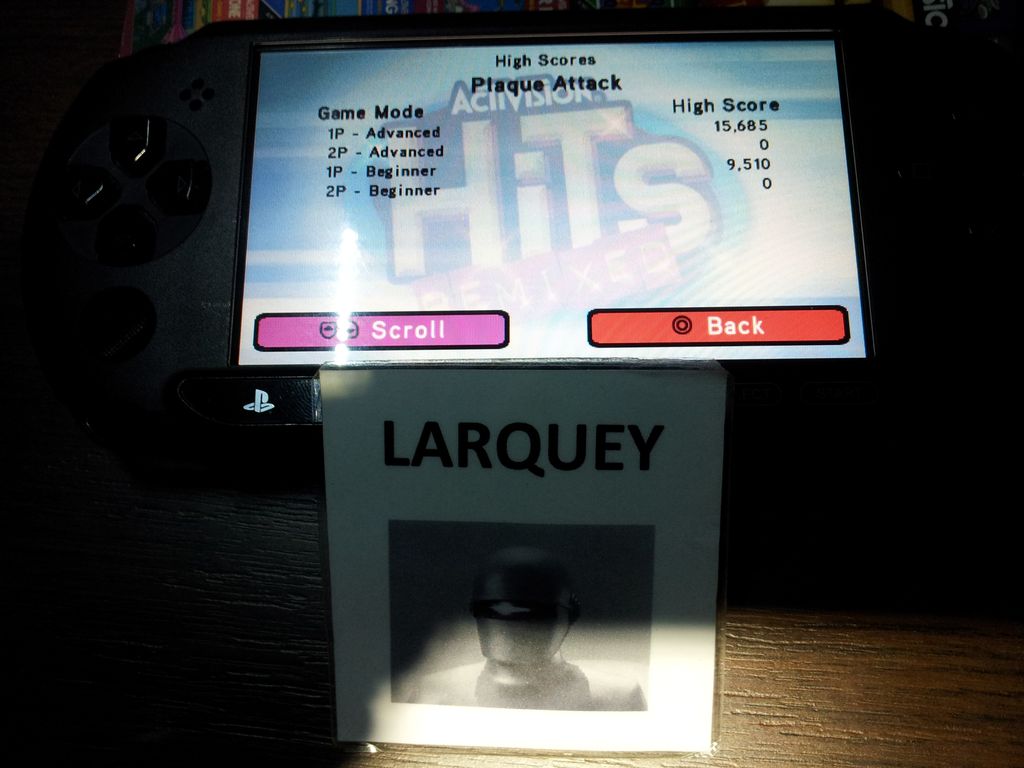 High Scores
Plaque Attack
ACTIVISION
HiTS
REMIXED
Game Mode High Score
1P - Advanced 15,685
2P - Advanced 0
1P - Beginner 9,510
2P - Beginner 0
Scroll Back
START
LARQUEY